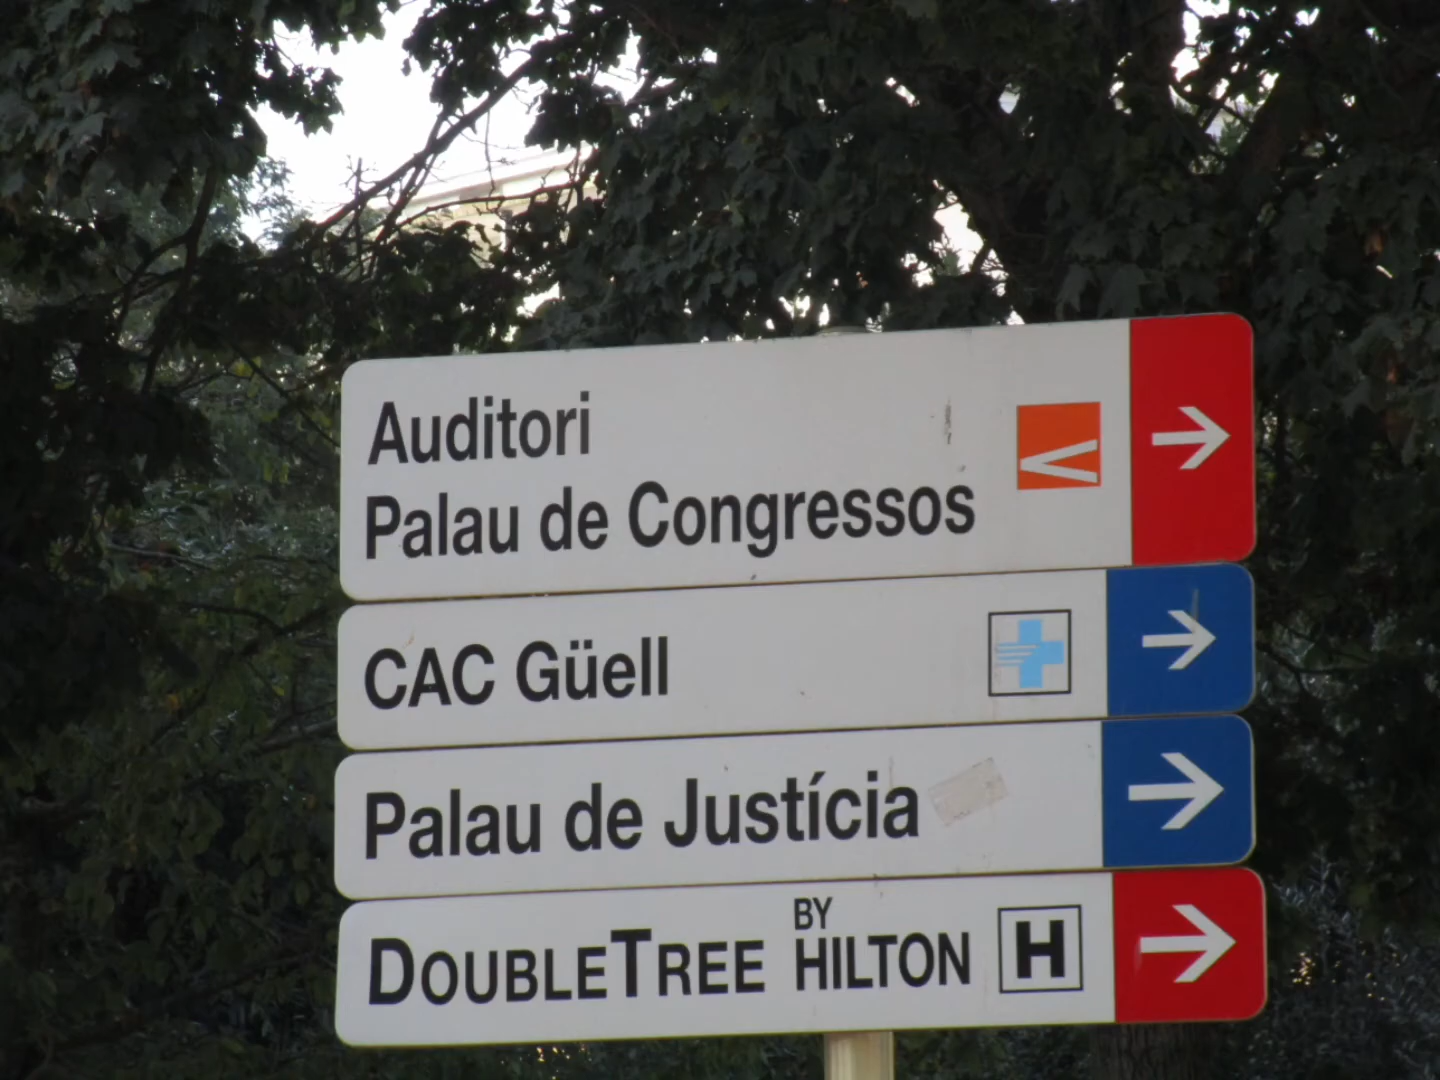 Auditori
Palau de Congressos
CAC Güell
Palau de Justícia
DOUBLETREE BY HILTON H